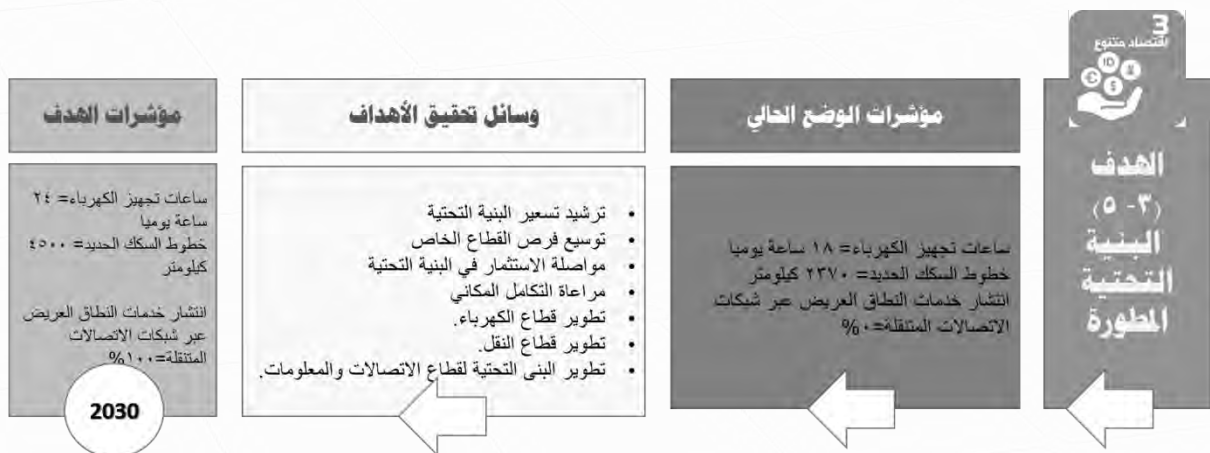 3
اقتصاد متنوع
الهدف
(٣- ٥)
البنية
التحتية
المطورة
مؤشرات الوضع الحالي
ساعات تجهيز الكهرباء= ١٨ ساعة يوميا
خطوط السكك الحديد= ٢٣٧٠ كيلومتر
انتشار خدمات النطاق العريض عبر شبكات
الاتصالات المتنقلة=٠%
وسائل تحقيق الأهداف
• ترشيد تسعير البنية التحتية
• توسيع فرص القطاع الخاص
• مواصلة الاستثمار في البنية التحتية
• مراعاة التكامل المكاني
• تطوير قطاع الكهرباء.
• تطوير قطاع النقل.
• تطوير البنى التحتية لقطاع الاتصالات والمعلومات.
مؤشرات الهدف
ساعات تجهيز الكهرباء= ٢٤
ساعة يوميا
خطوط السكك الحديد= ٤٥٠٠
كيلومتر
انتشار خدمات النطاق العريض
عبر شبكات الاتصالات
المتنقلة=١٠٠%
2030